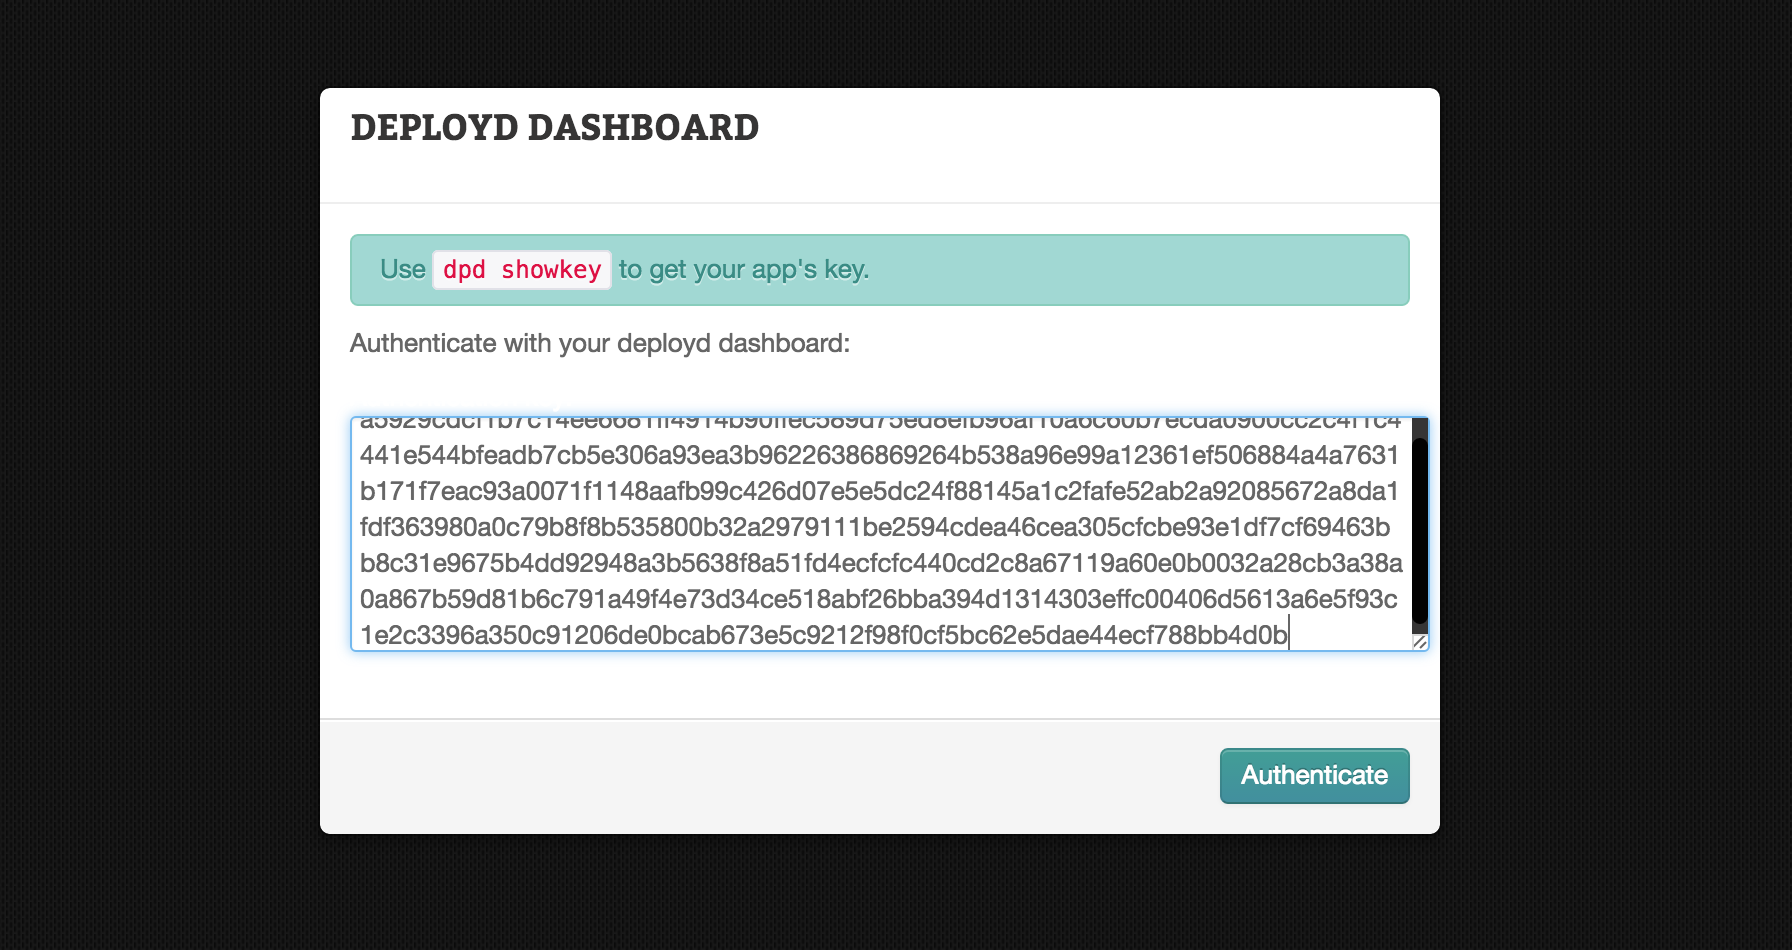 DEPLOYD DASHBOARD
Use dpd showkey to get your app's key.
Authenticate with your deployd dashboard:
a5929cdcf1b7c14ee6681ff4914b90ffec589d75ed8efb96af10a6c60b7ecda0900cc2c4f1c4
441e544bfeadb7cb5e306a93ea3b96226386869264b538a96e99a12361ef506884a4a7631
b171f7eac93a0071f1148aafb99c426d07e5e5dc24f88145a1c2fafe52ab2a92085672a8da1
fdf363980a0c79b8f8b535800b32a2979111be2594cdea46cea305cfcbe93e1df7cf69463b
b8c31e9675b4dd92948a3b5638f8a51fd4ecfcfc440cd2c8a67119a60e0b0032a28cb3a38a
0a867b59d81b6c791a49f4e73d34ce518abf26bba394d1314303effc00406d5613a6e5f93c
1e2c3396a350c91206de0bcab673e5c9212f98f0cf5bc62e5dae44ecf788bb4d0b
Authenticate